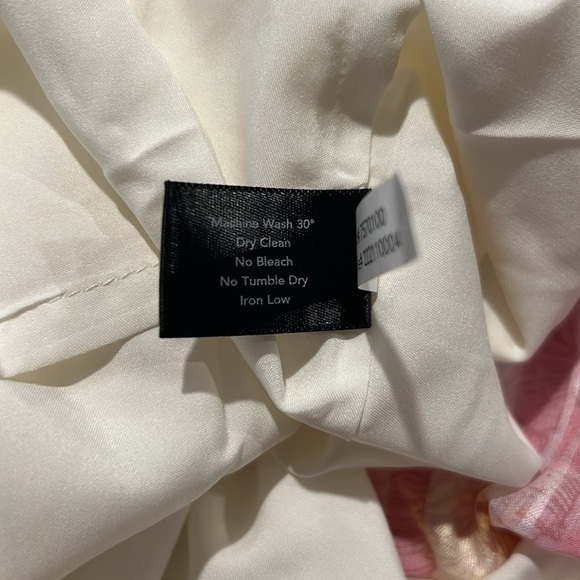 Machine Wash 30°
Dry Clean
No Bleach
No Tumble Dry
Iron Low